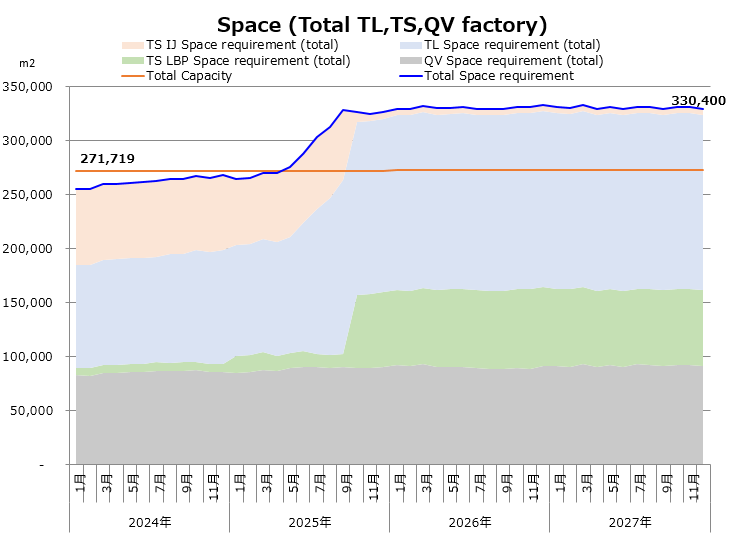 Space (Total TL,TS,QV factory)
TS IJ Space requirement (total)
TL Space requirement (total)
TS LBP Space requirement (total)
QV Space requirement (total)
Total Capacity
Total Space requirement
m2
350,000
300,000
250,000
200,000
150,000
100,000
50,000
-
271,719
330,400
1月 3月 5月 7月 9月 11月 1月 3月 5月 7月 9月 11月 1月 3月 5月 7月 9月 11月 1月 3月 5月 7月 9月 11月
2024年 2025年 2026年 2027年